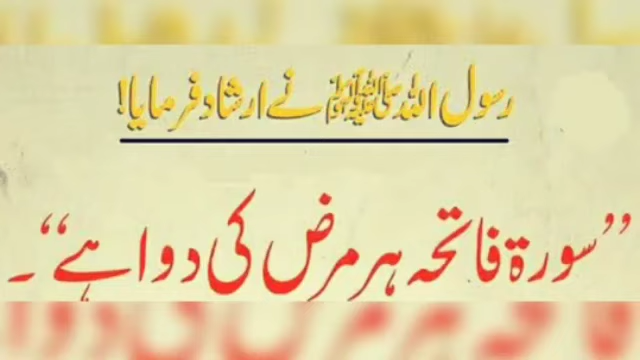 رسول اللہ ﷺ نے ارشاد فرمایا!
”سورۃ فاتحہ ہر مرض کی دوا ہے“۔